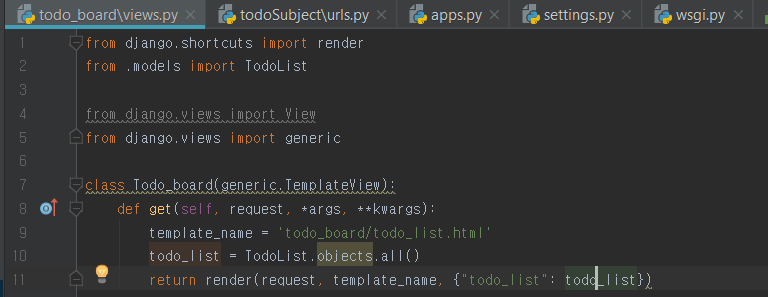 todo_board\views.py todoSubject\urls.py apps.py settings.py wsgi.py
1 from django.shortcuts import render
2 from .models import TodoList
3
4 from django.views import View
5 from django.views import generic
6
7 class Todo_board(generic.TemplateView):
8 def get(self, request, *args, **kwargs):
9 template_name = 'todo_board/todo_list.html'
10 todo_list = TodoList.objects.all()
11 return render(request, template_name, {"todo_list": todo_list})